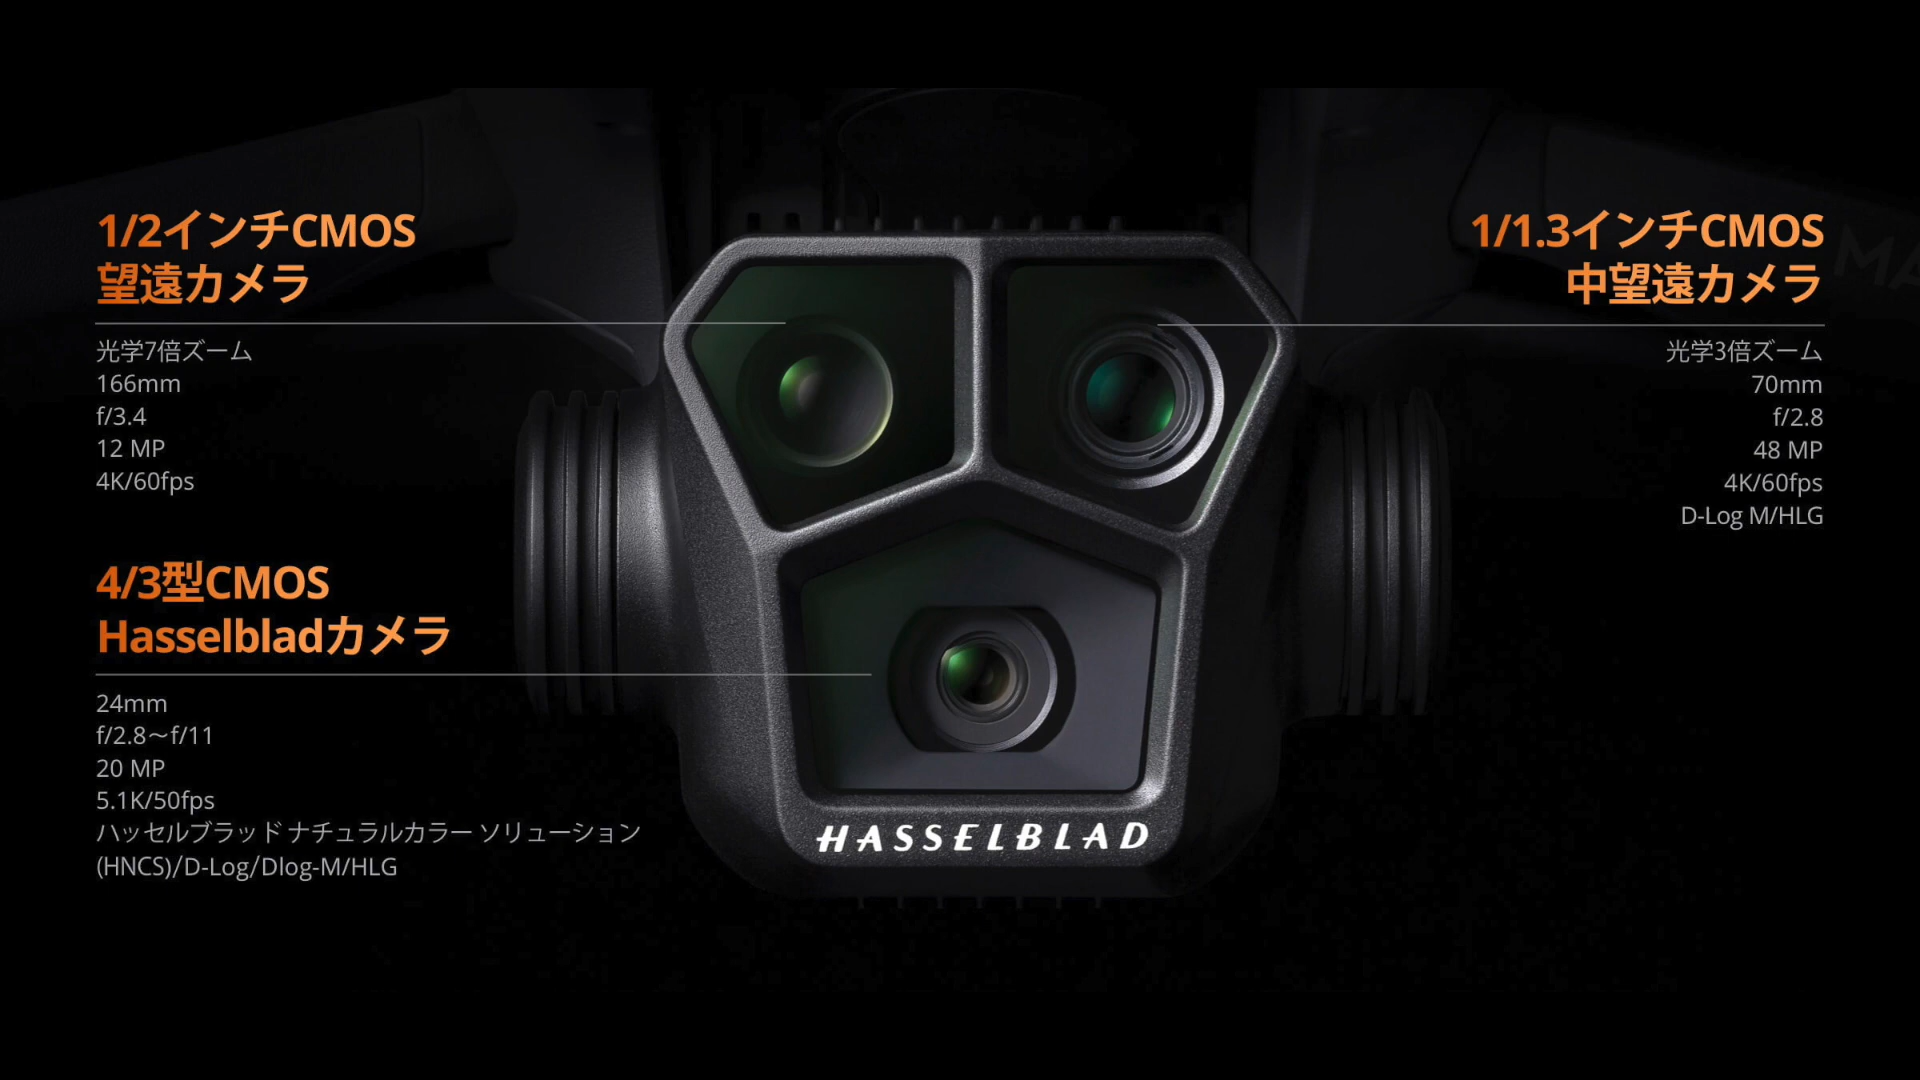 1/2インチCMOS
望遠カメラ
光学7倍ズーム
166mm
f/3.4
12 MP
4K/60fps
1/1.3インチCMOS
中望遠カメラ
光学3倍ズーム
70mm
f/2.8
48 MP
4K/60fps
D-Log M/HLG
4/3型CMOS
Hasselbladカメラ
24mm
f/2.8～f/11
20 MP
5.1K/50fps
ハッセルブラッド ナチュラルカラー ソリューション
(HNCS)/D-Log/Dlog-M/HLG
HASSELBLAD